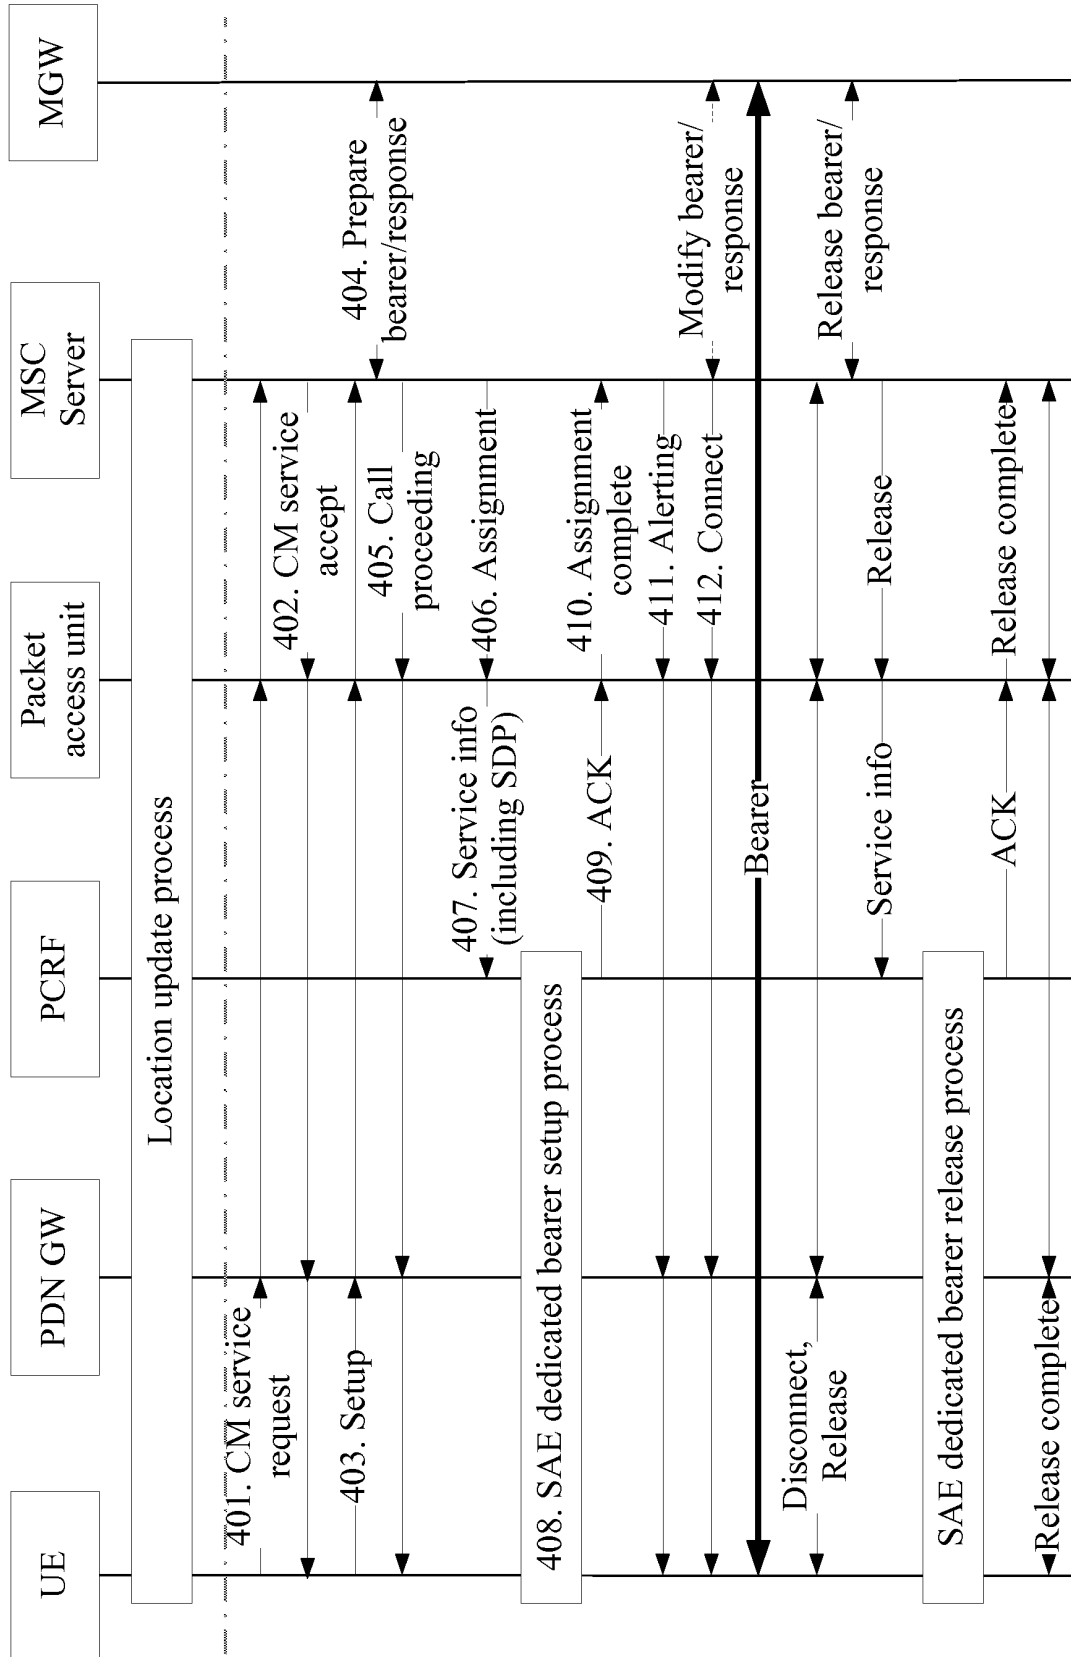 UE
PDN GW
PCRF
Packet
access unit
MSC
Server
MGW
Location update process
401. CM service
request
402. CM service
accept
403. Setup
404. Prepare
bearer/response
405. Call
proceeding
406. Assignment
407. Service info
(including SDP)
408. SAE dedicated bearer setup process
409. ACK
410. Assignment
complete
411. Alerting
412. Connect
Modify bearer/
response
Bearer
Disconnect,
Release
Release bearer/
response
Service info
Release
SAE dedicated bearer release process
ACK
Release complete
Release complete